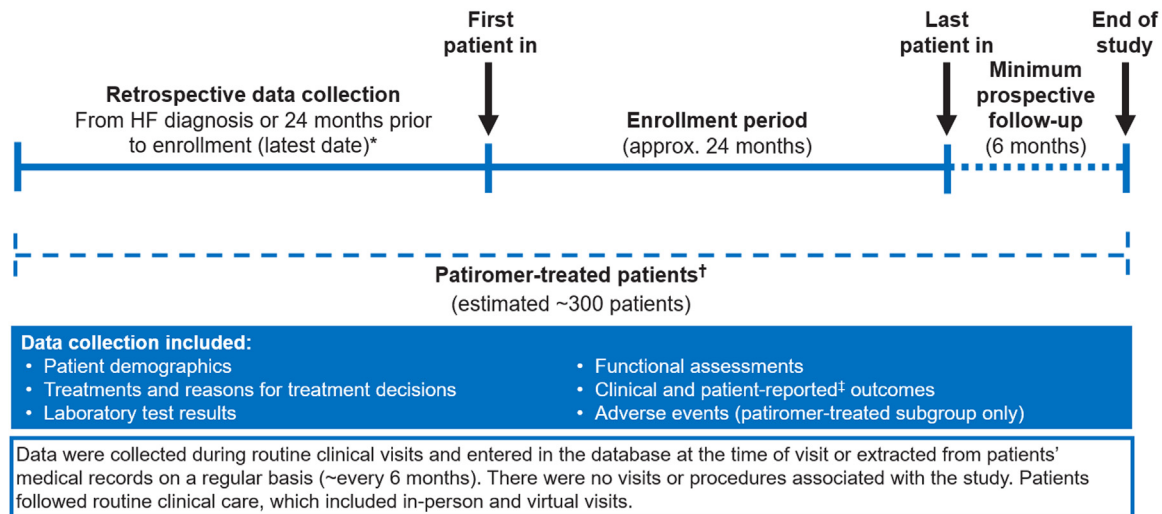 First
patient in
Last
patient in
End of
study
Retrospective data collection
From HF diagnosis or 24 months prior
to enrollment (latest date)*
Enrollment period
(approx. 24 months)
Minimum
prospective
follow-up
(6 months)
Patiromer-treated patients†
(estimated ~300 patients)
Data collection included:
• Patient demographics
• Treatments and reasons for treatment decisions
• Laboratory test results
• Functional assessments
• Clinical and patient-reported‡ outcomes
• Adverse events (patiromer-treated subgroup only)
Data were collected during routine clinical visits and entered in the database at the time of visit or extracted from patients’
medical records on a regular basis (~every 6 months). There were no visits or procedures associated with the study. Patients
followed routine clinical care, which included in-person and virtual visits.